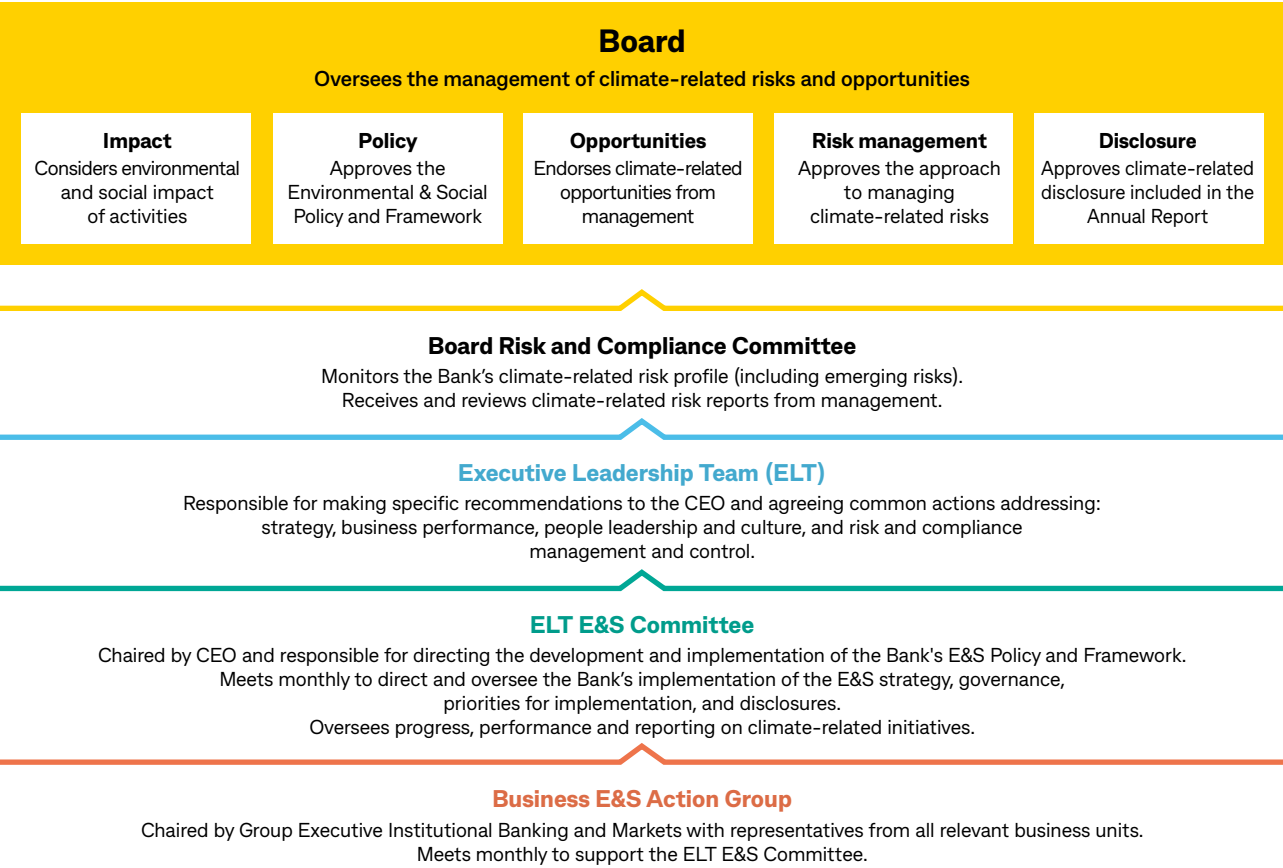 Board
Oversees the management of climate-related risks and opportunities
Impact
Considers environmental
and social impact
of activities
Policy
Approves the
Environmental & Social
Policy and Framework
Opportunities
Endorses climate-related
opportunities from
management
Risk management
Approves the approach
to managing
climate-related risks
Disclosure
Approves climate-related
disclosure included in the
Annual Report
Board Risk and Compliance Committee
Monitors the Bank’s climate-related risk profile (including emerging risks).
Receives and reviews climate-related risk reports from management.
Executive Leadership Team (ELT)
Responsible for making specific recommendations to the CEO and agreeing common actions addressing:
strategy, business performance, people leadership and culture, and risk and compliance
management and control.
ELT E&S Committee
Chaired by CEO and responsible for directing the development and implementation of the Bank's E&S Policy and Framework.
Meets monthly to direct and oversee the Bank’s implementation of the E&S strategy, governance,
priorities for implementation, and disclosures.
Oversees progress, performance and reporting on climate-related initiatives.
Business E&S Action Group
Chaired by Group Executive Institutional Banking and Markets with representatives from all relevant business units.
Meets monthly to support the ELT E&S Committee.